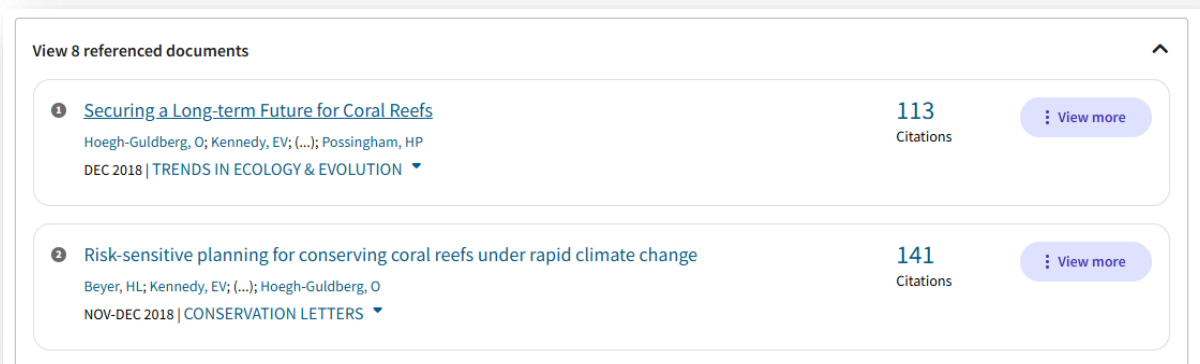 View 8 referenced documents
1 Securing a Long-term Future for Coral Reefs
Hoegh-Guldberg, O; Kennedy, EV; (...); Possingham, HP
DEC 2018 | TRENDS IN ECOLOGY & EVOLUTION
113
Citations
View more
2 Risk-sensitive planning for conserving coral reefs under rapid climate change
Beyer, HL; Kennedy, EV; (...); Hoegh-Guldberg, O
NOV-DEC 2018 | CONSERVATION LETTERS
141
Citations
View more